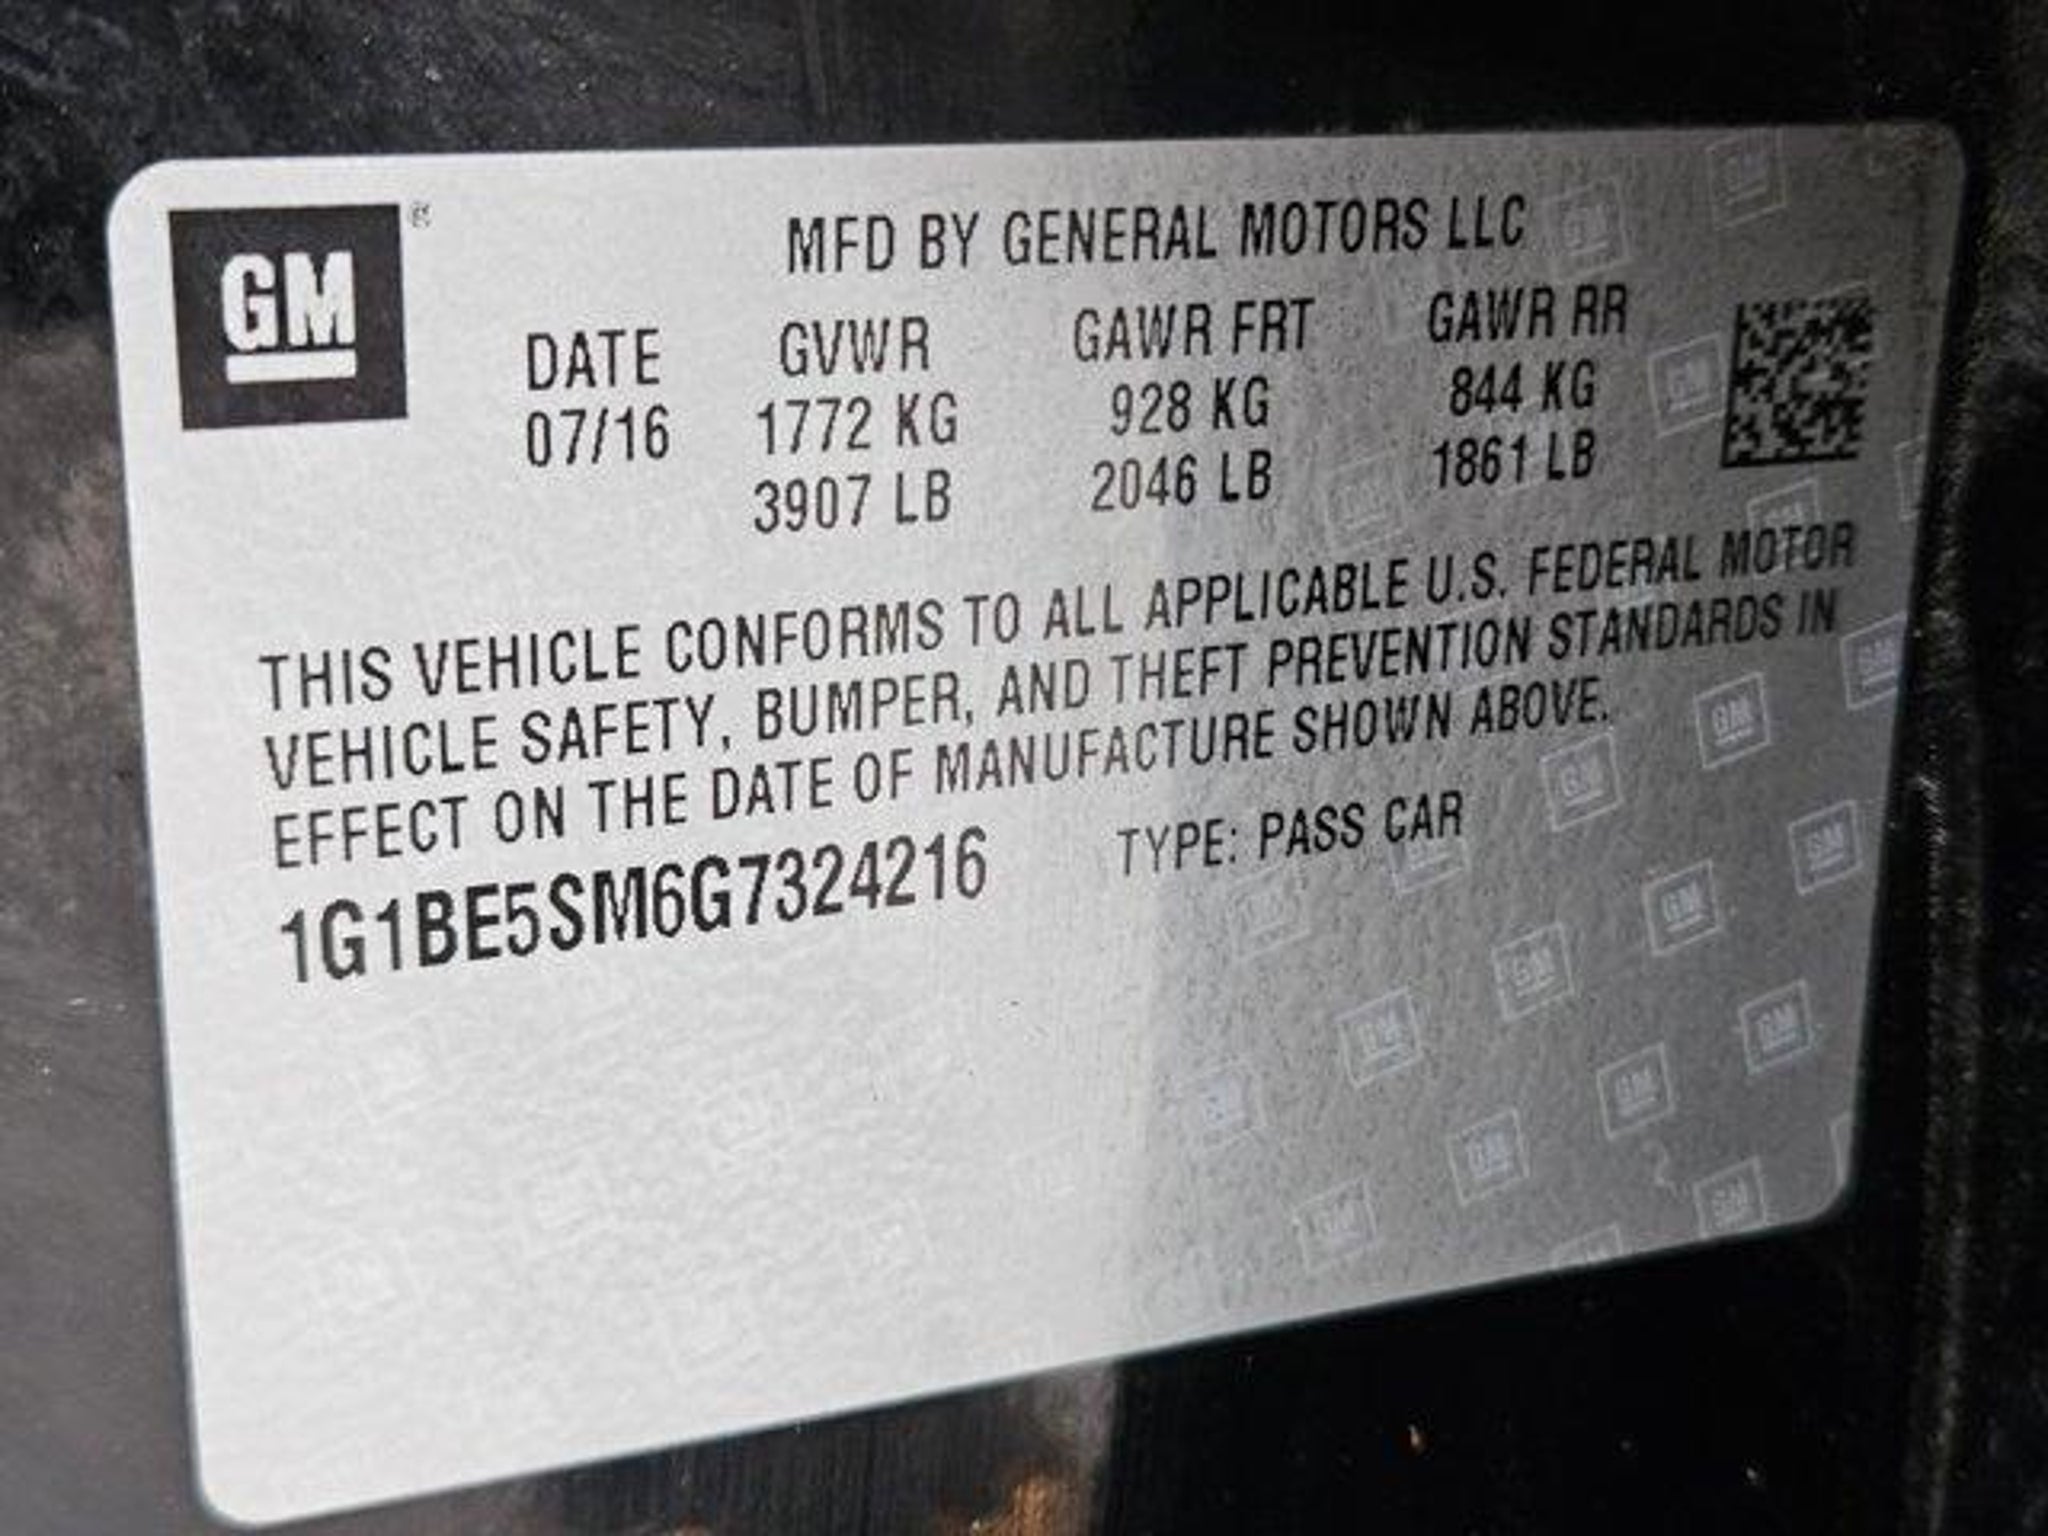 GM ®
MFD BY GENERAL MOTORS LLC
DATE GVWR GAWR FRT GAWR RR
07/16 1772 KG 928 KG 844 KG
3907 LB 2046 LB 1861 LB
THIS VEHICLE CONFORMS TO ALL APPLICABLE U.S. FEDERAL MOTOR
VEHICLE SAFETY, BUMPER, AND THEFT PREVENTION STANDARDS IN
EFFECT ON THE DATE OF MANUFACTURE SHOWN ABOVE.
1G1BE5SM6G7324216 TYPE: PASS CAR